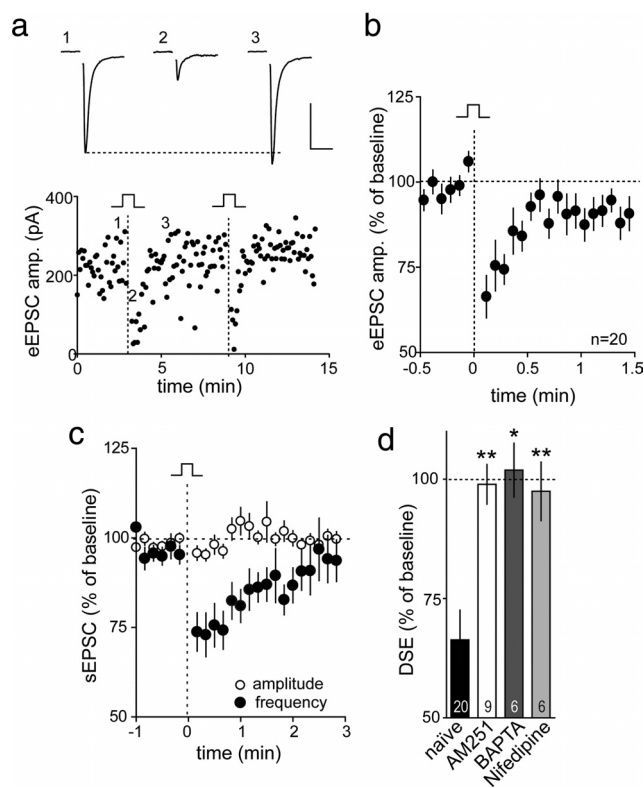 a
1 2 3
400
200
0
eEPSC amp. (pA)
1 3
2
0 5 10 15
time (min)
b
125
100
75
50
eEPSC amp. (% of baseline)
n=20
-0.5 0 0.5 1 1.5
time (min)
c
125
100
75
50
sEPSC (% of baseline)
amplitude
frequency
-1 0 1 2 3
time (min)
d
** * **
100
75
50
DSE (% of baseline)
20 9 6 6
naïve
AM251
BAPTA
Nifedipine